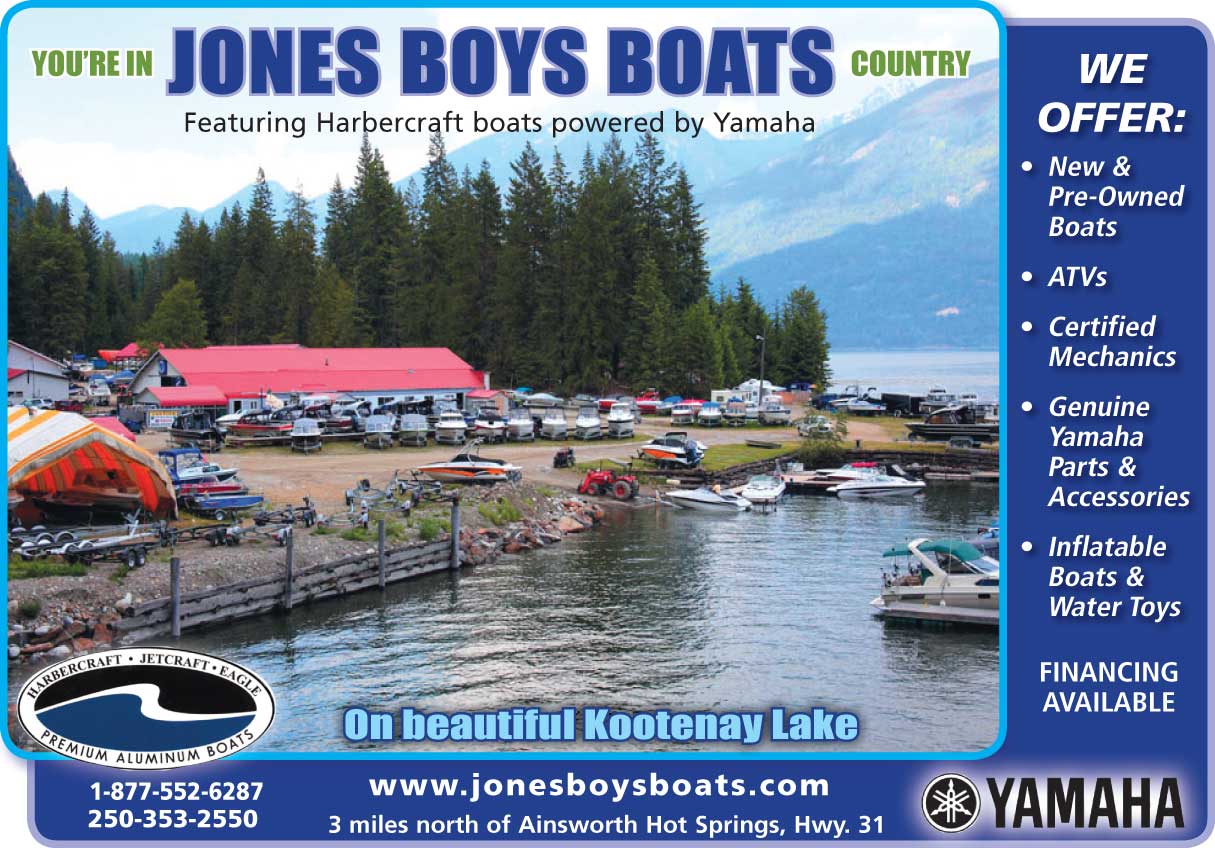 YOU'RE IN JONES BOYS BOATS COUNTRY
Featuring Harbercraft boats powered by Yamaha
WE
OFFER:
• New &
Pre-Owned
Boats
• ATVs
• Certified
Mechanics
• Genuine
Yamaha
Parts &
Accessories
• Inflatable
Boats &
Water Toys
FINANCING
AVAILABLE
HARBERCRAFT • JETCRAFT • EAGLE
PREMIUM ALUMINUM BOATS
On beautiful Kootenay Lake
1-877-552-6287
250-353-2550
www.jonesboysboats.com
3 miles north of Ainsworth Hot Springs, Hwy. 31
YAMAHA